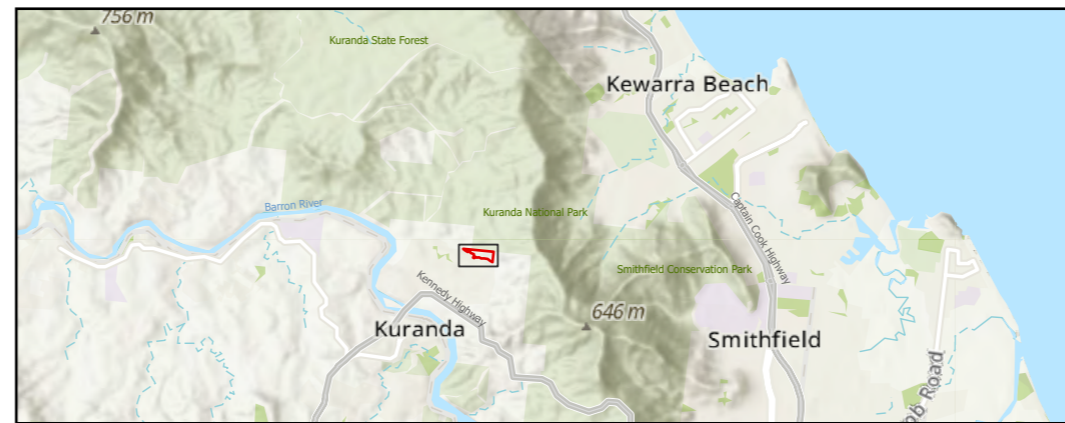 756 m
Kuranda State Forest
Kewarra Beach
Barron River
Kuranda National Park
Captain Cook Highway
Smithfield Conservation Park
Kennedy Highway
646 m
Kuranda
Smithfield
Road